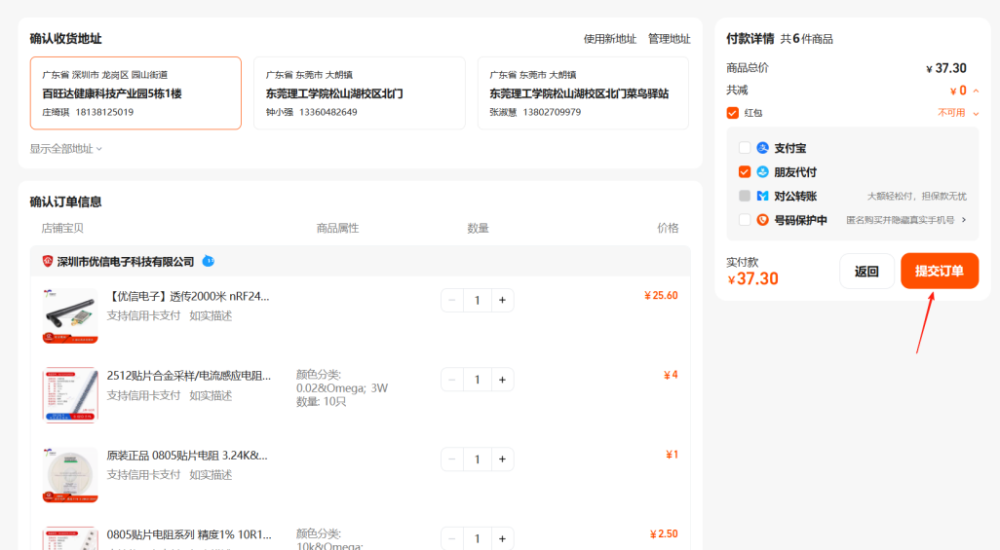 确认收货地址
使用新地址 管理地址
广东省 深圳市 龙岗区 园山街道
百旺达健康科技产业园5栋1楼
庄绮琪 18138125019
广东省 东莞市 大朗镇
东莞理工学院松山湖校区北门
钟小强 13360482649
广东省 东莞市 大朗镇
东莞理工学院松山湖校区北门菜鸟驿站
张淑慧 13802709979
显示全部地址
确认订单信息
店铺宝贝 商品属性 数量 价格
深圳市优信电子科技有限公司
【优信电子】透传2000米 nRF24...
支持信用卡支付 如实描述
－ 1 + ￥25.60
2512贴片合金采样/电流感应电阻...
支持信用卡支付 如实描述
颜色分类:
0.02&Omega; 3W
数量: 10只
－ 1 + ￥4
原装正品 0805贴片电阻 3.24K&...
支持信用卡支付 如实描述
－ 1 + ￥1
0805贴片电阻系列 精度1% 10R1...
颜色分类:
10k&Omega;
－ 1 + ￥2.50
付款详情 共6件商品
商品总价 ￥37.30
共减 ￥0
红包 不可用
支付宝
朋友代付
对公转账 大额轻松付，担保款无忧
号码保护中 匿名购买并隐藏真实手机号
实付款
￥37.30
返回
提交订单